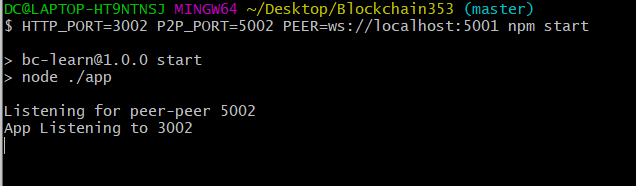 DC@LAPTOP-HT9NTNSJ MINGW64 ~/Desktop/Blockchain353 (master)
$ HTTP_PORT=3002 P2P_PORT=5002 PEER=ws://localhost:5001 npm start
> bc-learn@1.0.0 start
> node ./app
Listening for peer-peer 5002
App Listening to 3002